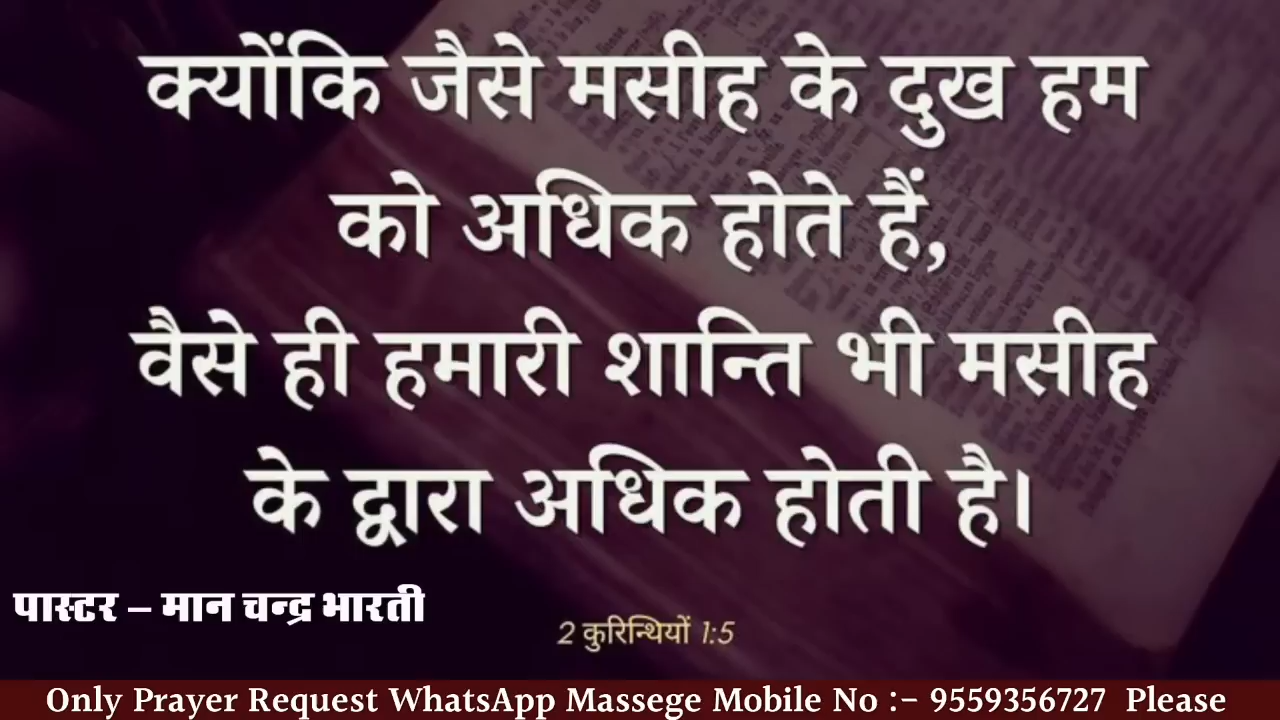 क्योंकि जैसे मसीह के दुख हम
को अधिक होते हैं,
वैसे ही हमारी शान्ति भी मसीह
के द्वारा अधिक होती है।
पास्टर – मान चन्द्र भारती
2 कुरिन्थियों 1:5
Only Prayer Request WhatsApp Massege Mobile No :- 9559356727 Please